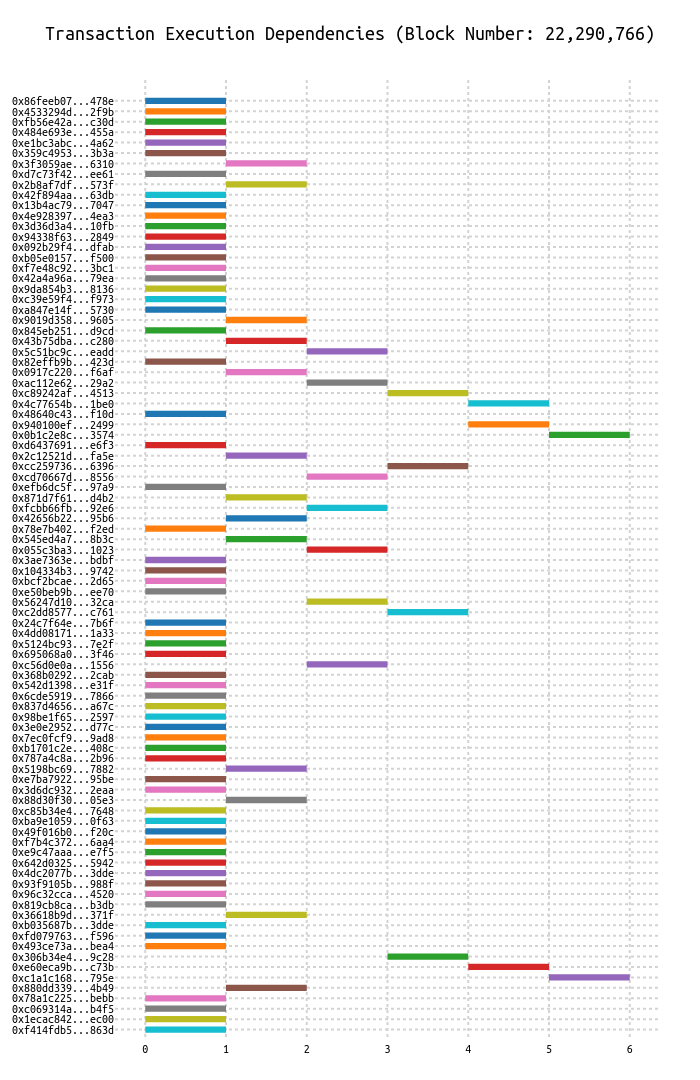 Transaction Execution Dependencies (Block Number: 22,290,766)
0x86feeb07...478e
0x4533294d...2f9b
0xfb56e42a...c30d
0x484e693e...455a
0xe1bc3abc...4a62
0x359c4953...3b3a
0x3f3059ae...6310
0xd7c73f42...ee61
0x2b8af7df...573f
0x42f894aa...63db
0x13b4ac79...7047
0x4e928397...4ea3
0x3d36d3a4...10fb
0x94338f63...2849
0x092b29f4...dfab
0xb05e0157...f500
0xf7e48c92...3bc1
0x42a4a96a...79ea
0x9da854b3...8136
0xc39e59f4...f973
0xa847e14f...5730
0x9019d358...9605
0x845eb251...d9cd
0x43b75dba...c280
0x5c51bc9c...eadd
0x82effb9b...423d
0x0917c220...f6af
0xac112e62...29a2
0xc89242af...4513
0x4c77654b...1be0
0x48640c43...f10d
0x940100ef...2499
0x0b1c2e8c...3574
0xd6437691...e6f3
0x2c12521d...fa5e
0xcc259736...6396
0xcd70667d...8556
0xefb6dc5f...97a9
0x871d7f61...d4b2
0xfcbb66fb...92e6
0x42656b22...95b6
0x78e7b402...f2ed
0x545ed4a7...8b3c
0x055c3ba3...1023
0x3ae7363e...bdbf
0x104334b3...9742
0xbcf2bcae...2d65
0xe50beb9b...ee70
0x56247d10...32ca
0xc2dd8577...c761
0x24c7f64e...7b6f
0x4dd08171...1a33
0x5124bc93...7e2f
0x695068a0...3f46
0xc56d0e0a...1556
0x368b0292...2cab
0x542d1398...e31f
0x6cde5919...7866
0x837d4656...a67c
0x98be1f65...2597
0x3e0e2952...d77c
0x7ec0fcf9...9ad8
0xb1701c2e...408c
0x787a4c8a...2b96
0x5198bc69...7882
0xe7ba7922...95be
0x3d6dc932...2eaa
0x88d30f30...05e3
0xc85b34e4...7648
0xba9e1059...0f63
0x49f016b0...f20c
0xf7b4c372...6aa4
0xe9c47aaa...e7f5
0x642d0325...5942
0x4dc2077b...3dde
0x93f9105b...988f
0x96c32cca...4520
0x819cb8ca...b3db
0x36618b9d...371f
0xb035687b...3dde
0xfd079763...f596
0x493ce73a...bea4
0x306b34e4...9c28
0xe60eca9b...c73b
0xc1a1c168...795e
0x880dd339...4b49
0x78a1c225...bebb
0xc069314a...b4f5
0x1ecac842...ec00
0xf414fdb5...863d
0 1 2 3 4 5 6